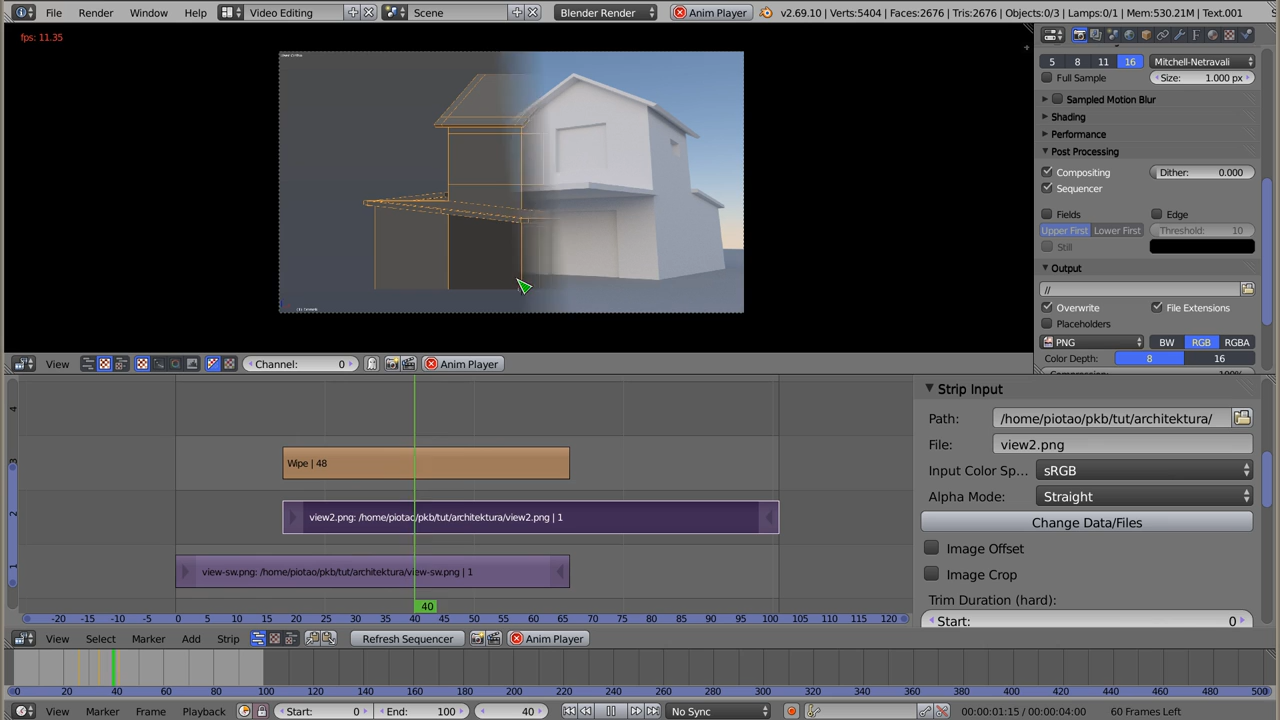 File Render Window Help Video Editing Scene Blender Render Anim Player v2.69.10 | Verts:5404 | Faces:2676 | Tris:2676 | Objects:0/3 | Lamps:0/1 | Mem:530.21M | Text.001
fps: 11.35
5 8 11 16 Mitchell-Netravali
Full Sample Size: 1.000 px
Sampled Motion Blur
Shading
Performance
Post Processing
Compositing Dither: 0.000
Sequencer
Fields Edge
Upper First Lower First Threshold: 10
Still
Output
//
Overwrite File Extensions
Placeholders
PNG BW RGB RGBA
Color Depth: 8 16
View Channel: 0 Anim Player
4
3
2
1
Wipe | 48
view2.png: /home/piotao/pkb/tut/architektura/view2.png | 1
view-sw.png: /home/piotao/pkb/tut/architektura/view-sw.png | 1
40
-20 -15 -10 -5 0 5 10 15 20 25 30 35 40 45 50 55 60 65 70 75 80 85 90 95 100 105 110 115 120
Strip Input
Path: /home/piotao/pkb/tut/architektura/
File: view2.png
Input Color Sp... sRGB
Alpha Mode: Straight
Change Data/Files
Image Offset
Image Crop
Trim Duration (hard):
Start: 0
View Select Marker Add Strip Refresh Sequencer Anim Player
0 20 40 60 80 100 120 140 160 180 200 220 240 260 280 300 320 340 360 380 400 420 440 460 480 500
View Marker Frame Playback Start: 0 End: 100 40 No Sync 00:00:01:15 / 00:00:04:00 60 Frames Left